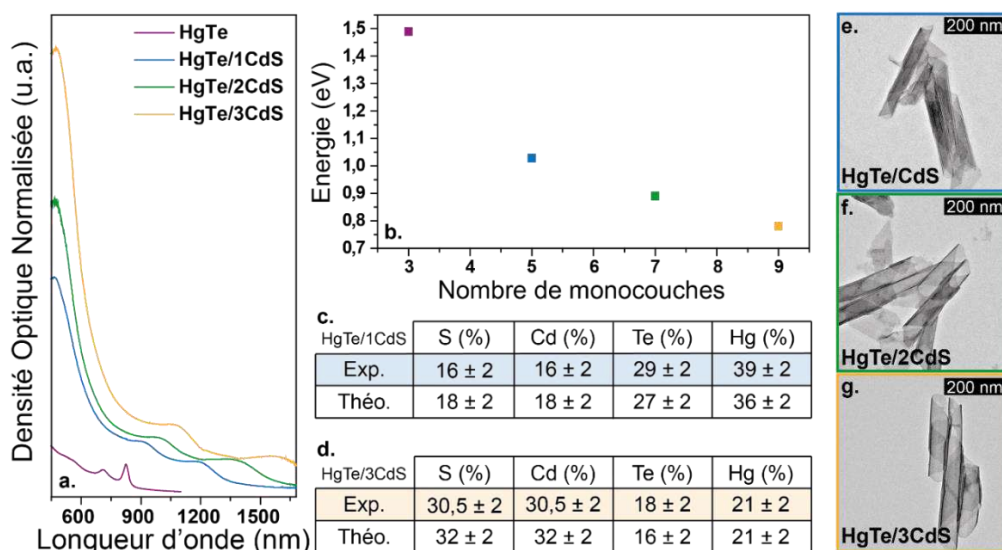 HgTe
HgTe/1CdS
HgTe/2CdS
HgTe/3CdS
Densité Optique Normalisée (u.a.)
a.
600 900 1200 1500
Longueur d'onde (nm)
Energie (eV)
1,5
1,4
1,3
1,2
1,1
1,0
0,9
0,8
0,7
b.
3 4 5 6 7 8 9
Nombre de monocouches
c.
HgTe/1CdS S (%) Cd (%) Te (%) Hg (%)
Exp. 16 ± 2 16 ± 2 29 ± 2 39 ± 2
Théo. 18 ± 2 18 ± 2 27 ± 2 36 ± 2
d.
HgTe/3CdS S (%) Cd (%) Te (%) Hg (%)
Exp. 30,5 ± 2 30,5 ± 2 18 ± 2 21 ± 2
Théo. 32 ± 2 32 ± 2 16 ± 2 21 ± 2
e. 200 nm
HgTe/CdS
f. 200 nm
HgTe/2CdS
g. 200 nm
HgTe/3CdS